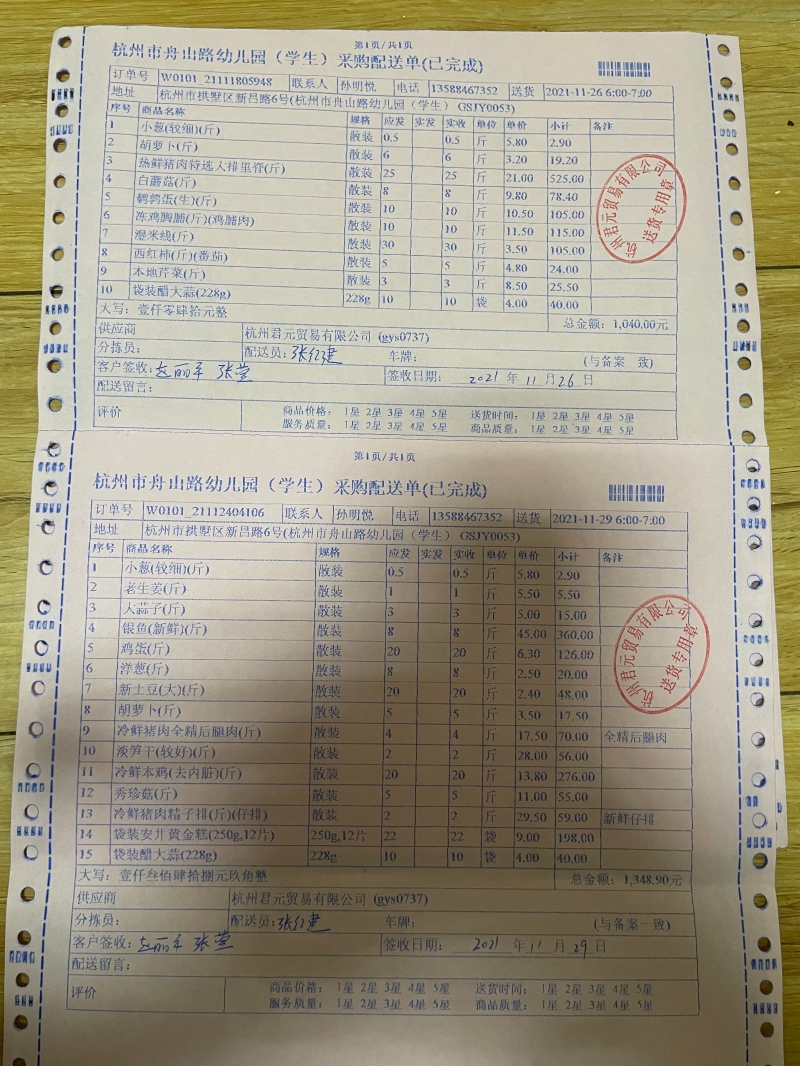 第1页/共1页
杭州市舟山路幼儿园（学生）采购配送单(已完成)
订单号 W0101_21111805948 联系人 孙明悦 电话 13588467352 送货 2021-11-26 6:00-7:00
地址 杭州市拱墅区新昌路6号(杭州市舟山路幼儿园（学生） GSJY0053)
序号 商品名称 规格 应发 实发 实收 单位 单价 小计 备注
1 小葱(较细)(斤) 散装 0.5 0.5 斤 5.80 2.90
2 胡萝卜(斤) 散装 6 6 斤 3.20 19.20
3 热鲜猪肉特选大排里脊(斤) 散装 25 25 斤 21.00 525.00
4 白蘑菇(斤) 散装 8 8 斤 9.80 78.40
5 鹌鹑蛋(生)(斤) 散装 10 10 斤 10.50 105.00
6 冻鸡胸脯(斤)(鸡脯肉) 散装 10 10 斤 11.50 115.00
7 湿米线(斤) 散装 30 30 斤 3.50 105.00
8 西红柿(斤)(番茄) 散装 5 5 斤 4.80 24.00
9 本地芹菜(斤) 散装 3 3 斤 8.50 25.50
10 袋装醋大蒜(228g) 228g 10 10 袋 4.00 40.00
大写: 壹仟零肆拾元整 总金额: 1,040.00元
供应商 杭州君元贸易有限公司 (gys0737)
分拣员: 配送员: 张红建 车牌: (与备案一致)
客户签收: 赵丽平 张莹 签收日期: 2021 年 11 月 26 日
配送留言:
评价 商品价格: 1星 2星 3星 4星 5星 送货时间: 1星 2星 3星 4星 5星
服务质量: 1星 2星 3星 4星 5星 商品质量: 1星 2星 3星 4星 5星
杭州君元贸易有限公司
送货专用章
第1页/共1页
杭州市舟山路幼儿园（学生）采购配送单(已完成)
订单号 W0101_21112404106 联系人 孙明悦 电话 13588467352 送货 2021-11-29 6:00-7:00
地址 杭州市拱墅区新昌路6号(杭州市舟山路幼儿园（学生） GSJY0053)
序号 商品名称 规格 应发 实发 实收 单位 单价 小计 备注
1 小葱(较细)(斤) 散装 0.5 0.5 斤 5.80 2.90
2 老生姜(斤) 散装 1 1 斤 5.50 5.50
3 大蒜子(斤) 散装 3 3 斤 5.00 15.00
4 银鱼(新鲜)(斤) 散装 8 8 斤 45.00 360.00
5 鸡蛋(斤) 散装 20 20 斤 6.30 126.00
6 洋葱(斤) 散装 8 8 斤 2.50 20.00
7 新土豆(大)(斤) 散装 20 20 斤 2.40 48.00
8 胡萝卜(斤) 散装 5 5 斤 3.50 17.50
9 冷鲜猪肉全精后腿肉(斤) 散装 4 4 斤 17.50 70.00 全精后腿肉
10 淡笋干(较好)(斤) 散装 2 2 斤 28.00 56.00
11 冷鲜本鸡(去内脏)(斤) 散装 20 20 斤 13.80 276.00
12 秀珍菇(斤) 散装 5 5 斤 11.00 55.00
13 冷鲜猪肉精子排(斤)(仔排) 散装 2 2 斤 29.50 59.00 新鲜仔排
14 袋装安井黄金糕(250g,12片) 250g,12片 22 22 袋 9.00 198.00
15 袋装醋大蒜(228g) 228g 10 10 袋 4.00 40.00
大写: 壹仟叁佰肆拾捌元玖角整 总金额: 1,348.90元
供应商 杭州君元贸易有限公司 (gys0737)
分拣员: 配送员: 张红建 车牌: (与备案一致)
客户签收: 赵丽平 张莹 签收日期: 2021 年 11 月 29 日
配送留言:
评价 商品价格: 1星 2星 3星 4星 5星 送货时间: 1星 2星 3星 4星 5星
服务质量: 1星 2星 3星 4星 5星 商品质量: 1星 2星 3星 4星 5星
杭州君元贸易有限公司
送货专用章